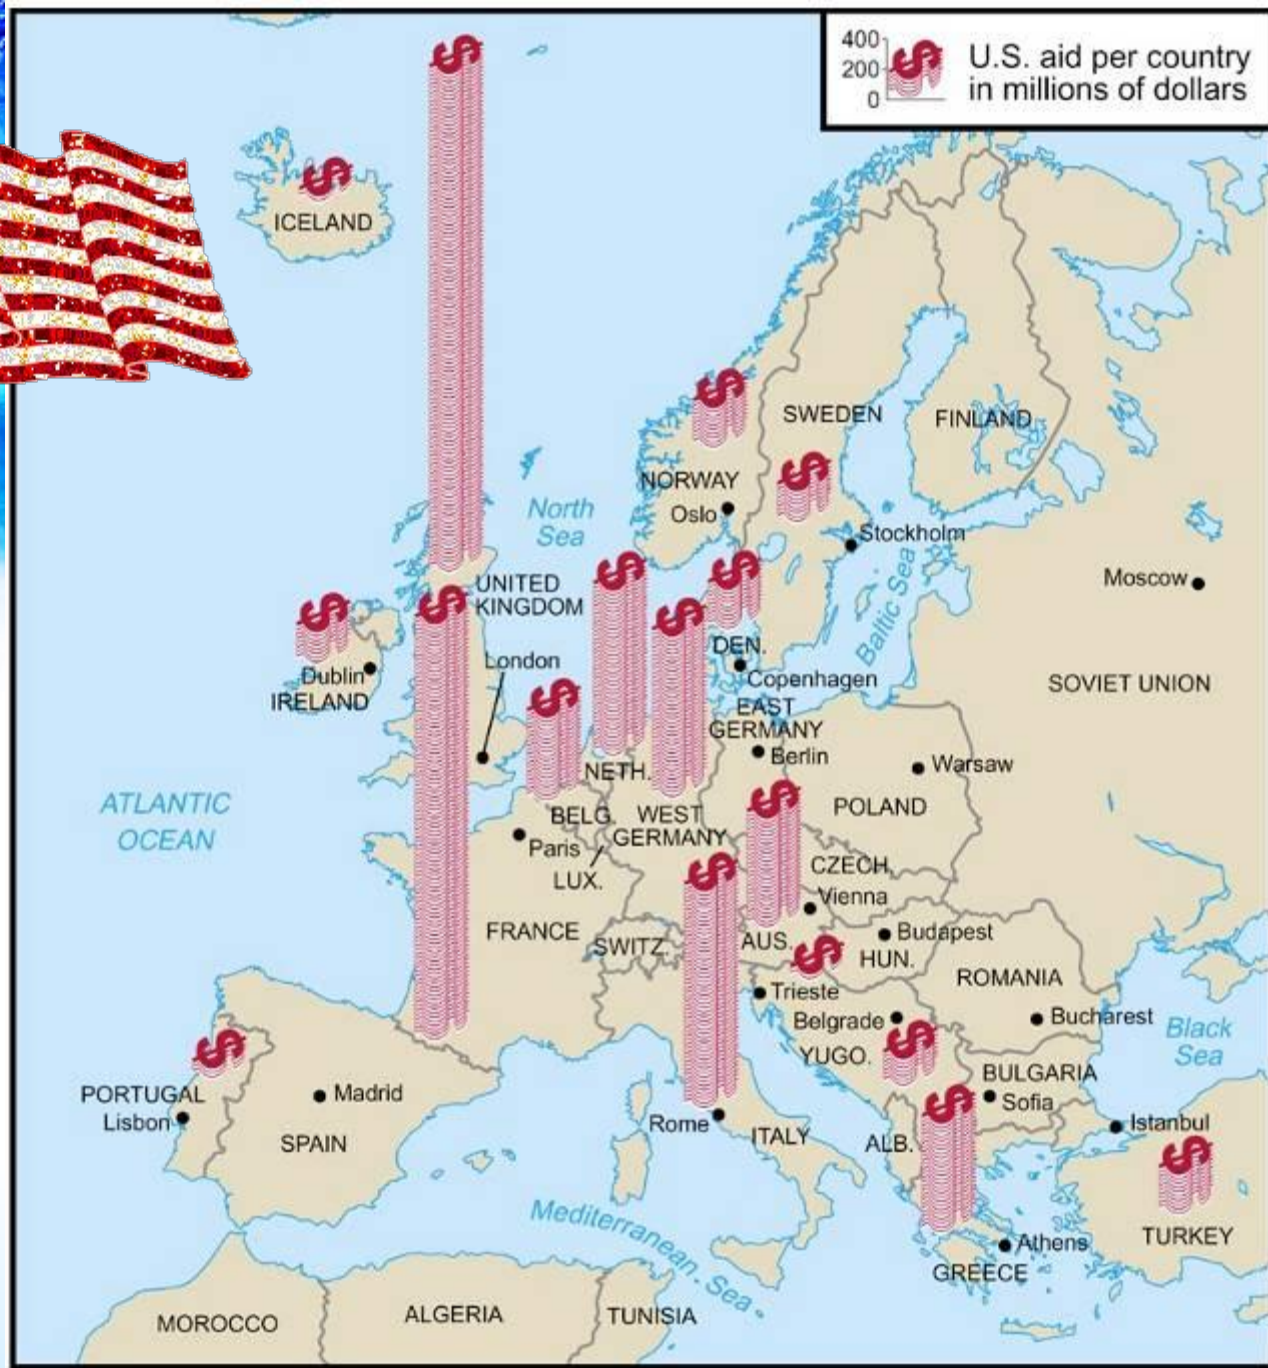 400
200
0
U.S. aid per country
in millions of dollars
$
$
$
ICELAND
$
SWEDEN
FINLAND
$
NORWAY
Oslo
North
Sea
Stockholm
Baltic Sea
Moscow
$
$
$
$
$
UNITED
KINGDOM
DEN.
Copenhagen
London
Dublin
IRELAND
SOVIET UNION
$
EAST
GERMANY
Berlin
NETH.
Warsaw
ATLANTIC
OCEAN
$
BELG.
WEST
GERMANY
POLAND
Paris
LUX.
$
CZECH.
Vienna
FRANCE
SWITZ.
AUS.
$
Budapest
HUN.
ROMANIA
Trieste
Belgrade
Bucharest
Black
Sea
$
$
YUGO.
BULGARIA
Sofia
PORTUGAL
Lisbon
Madrid
SPAIN
Rome
ITALY
$
ALB.
Istanbul
$
TURKEY
Mediterranean Sea
Athens
GREECE
MOROCCO
ALGERIA
TUNISIA